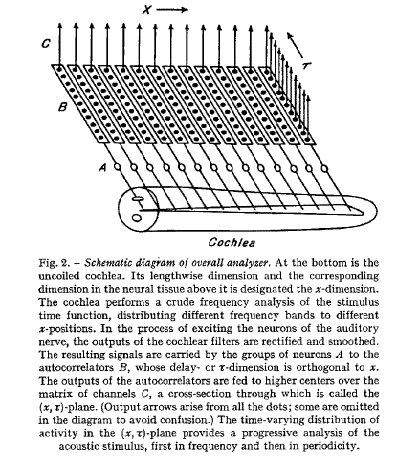 X
C
τ
B
A
Cochlea
Fig. 2. – Schematic diagram of overall analyzer. At the bottom is the
uncoiled cochlea. Its lengthwise dimension and the corresponding
dimension in the neural tissue above it is designated the x-dimension.
The cochlea performs a crude frequency analysis of the stimulus
time function, distributing different frequency bands to different
x-positions. In the process of exciting the neurons of the auditory
nerve, the outputs of the cochlear filters are rectified and smoothed.
The resulting signals are carried by the groups of neurons A to the
autocorrelators B, whose delay- or τ-dimension is orthogonal to x.
The outputs of the autocorrelators are fed to higher centers over the
matrix of channels C, a cross-section through which is called the
(x, τ)-plane. (Output arrows arise from all the dots; some are omitted
in the diagram to avoid confusion.) The time-varying distribution of
activity in the (x, τ)-plane provides a progressive analysis of the
acoustic stimulus, first in frequency and then in periodicity.